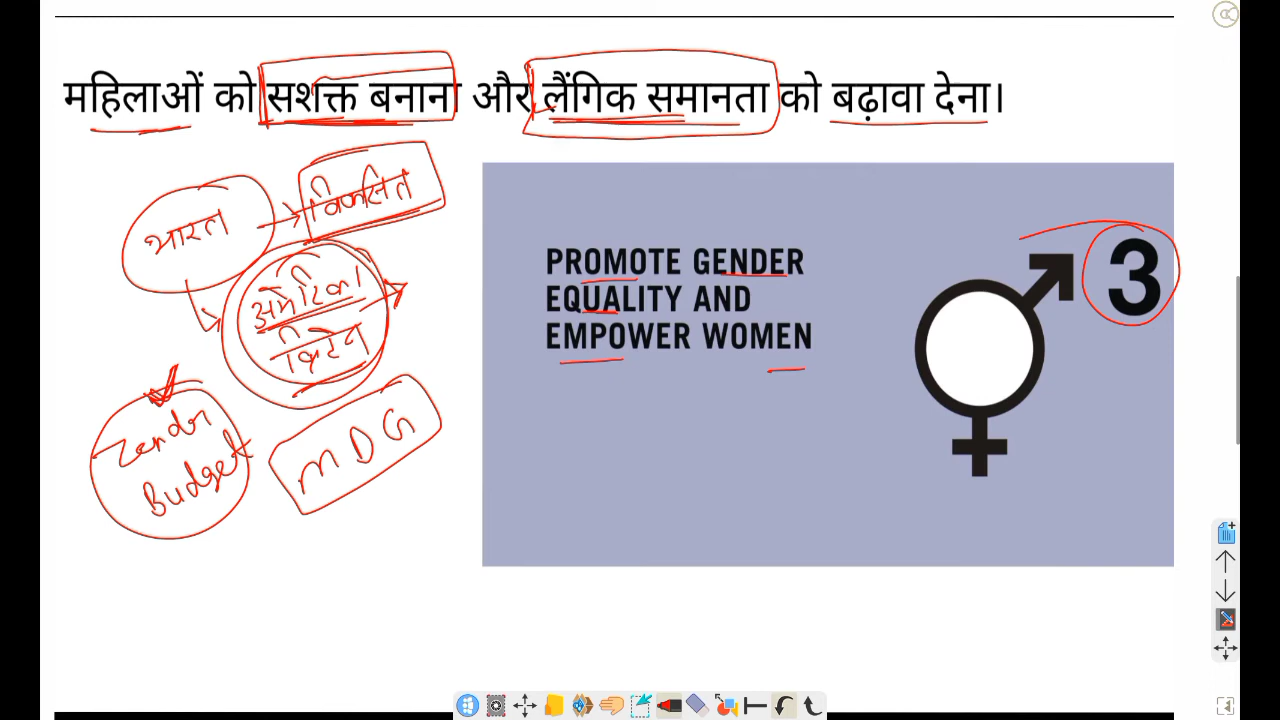 महिलाओं को सशक्त बनाना और लैंगिक समानता को बढ़ावा देना।
भारत
विकसित
अमेरिका
ब्रिटेन
PROMOTE GENDER
EQUALITY AND
EMPOWER WOMEN
3
Budget
MDG